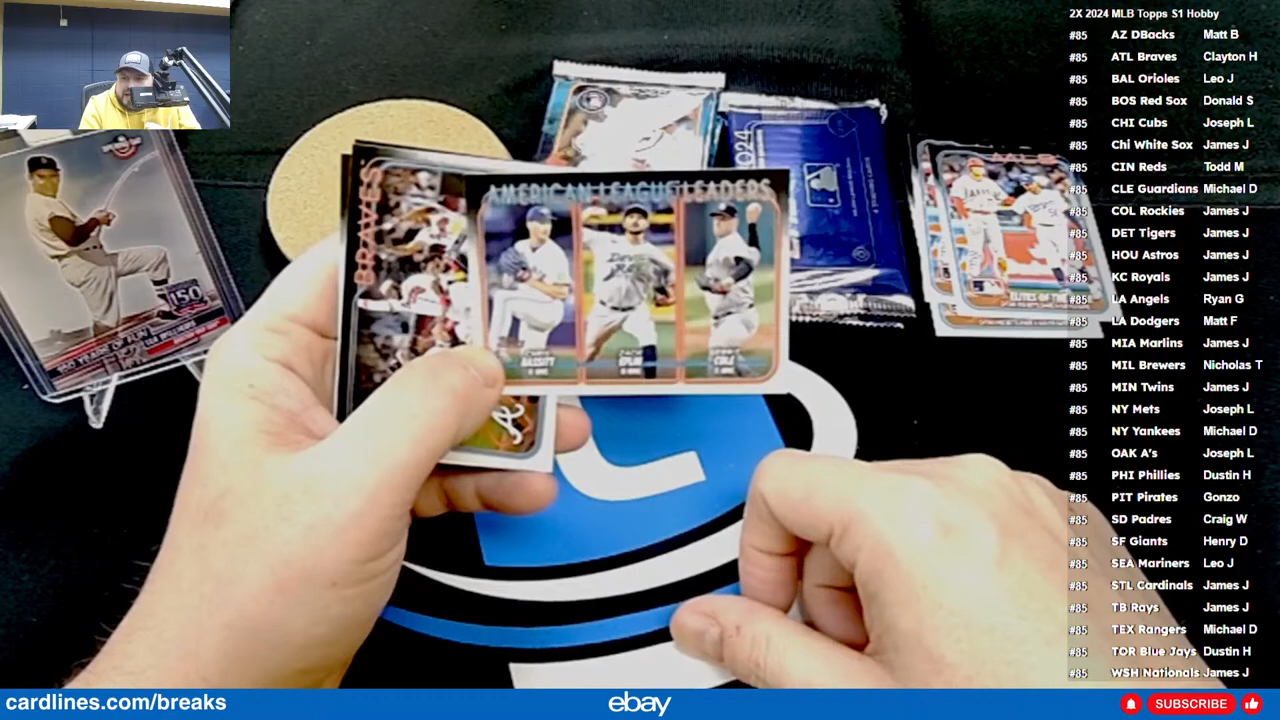 2X 2024 MLB Topps S1 Hobby
#85 AZ DBacks Matt B
#85 ATL Braves Clayton H
#85 BAL Orioles Leo J
#85 BOS Red Sox Donald S
#85 CHI Cubs Joseph L
#85 Chi White Sox James J
#85 CIN Reds Todd M
#85 CLE Guardians Michael D
#85 COL Rockies James J
#85 DET Tigers James J
#85 HOU Astros James J
#85 KC Royals James J
#85 LA Angels Ryan G
#85 LA Dodgers Matt F
#85 MIA Marlins James J
#85 MIL Brewers Nicholas T
#85 MIN Twins James J
#85 NY Mets Joseph L
#85 NY Yankees Michael D
#85 OAK A's Joseph L
#85 PHI Phillies Dustin H
#85 PIT Pirates Gonzo
#85 SD Padres Craig W
#85 SF Giants Henry D
#85 SEA Mariners Leo J
#85 STL Cardinals James J
#85 TB Rays James J
#85 TEX Rangers Michael D
#85 TOR Blue Jays Dustin H
#85 WSH Nationals James J
AMERICAN LEAGUE LEADERS
BRAVES
2024
150
COLE
ELITES OF THE
cardlines.com/breaks
ebay
SUBSCRIBE